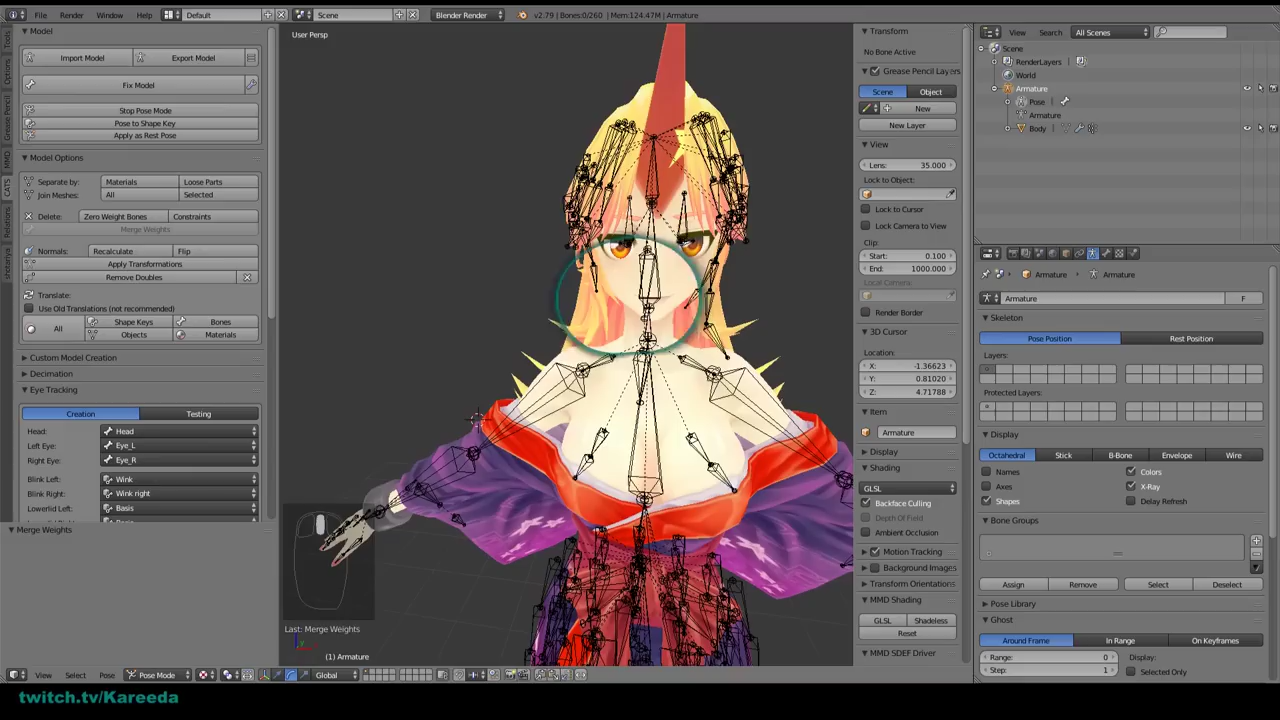 File Render Window Help Default Scene Blender Render v2.79 | Bones:0/260 | Mem:124.47M | Armature
Model
Import Model Export Model
Fix Model
Stop Pose Mode
Pose to Shape Key
Apply as Rest Pose
Model Options
Separate by: Materials Loose Parts
Join Meshes: All Selected
Delete: Zero Weight Bones Constraints
Merge Weights
Normals: Recalculate Flip
Apply Transformations
Remove Doubles
Translate:
Use Old Translations (not recommended)
All Shape Keys Bones
Objects Materials
Custom Model Creation
Decimation
Eye Tracking
Creation Testing
Head: Head
Left Eye: Eye_L
Right Eye: Eye_R
Blink Left: Wink
Blink Right: Wink right
Lowerlid Left: Basis
Merge Weights
Tools
Options
Grease Pencil
MMD
CATS
Relations
shotariya
User Persp
Last: Merge Weights
(1) Armature
View Select Pose Pose Mode Global
Transform
No Bone Active
Grease Pencil Layers
Scene Object
New
New Layer
View
Lens: 35.000
Lock to Object:
Lock to Cursor
Lock Camera to View
Clip:
Start: 0.100
End: 1000.000
Local Camera:
Render Border
3D Cursor
Location:
X: -1.36623
Y: 0.81020
Z: 4.71788
Item
Armature
Display
Shading
GLSL
Backface Culling
Depth Of Field
Ambient Occlusion
Motion Tracking
Background Images
Transform Orientations
MMD Shading
GLSL Shadeless
Reset
MMD SDEF Driver
View Search All Scenes
Scene
RenderLayers
World
Armature
Pose
Armature
Body
Armature Armature
Armature F
Skeleton
Pose Position Rest Position
Layers:
Protected Layers:
Display
Octahedral Stick B-Bone Envelope Wire
Names Colors
Axes X-Ray
Shapes Delay Refresh
Bone Groups
Assign Remove Select Deselect
Pose Library
Ghost
Around Frame In Range On Keyframes
Range: 0 Display:
Step: 1 Selected Only
twitch.tv/Kareeda